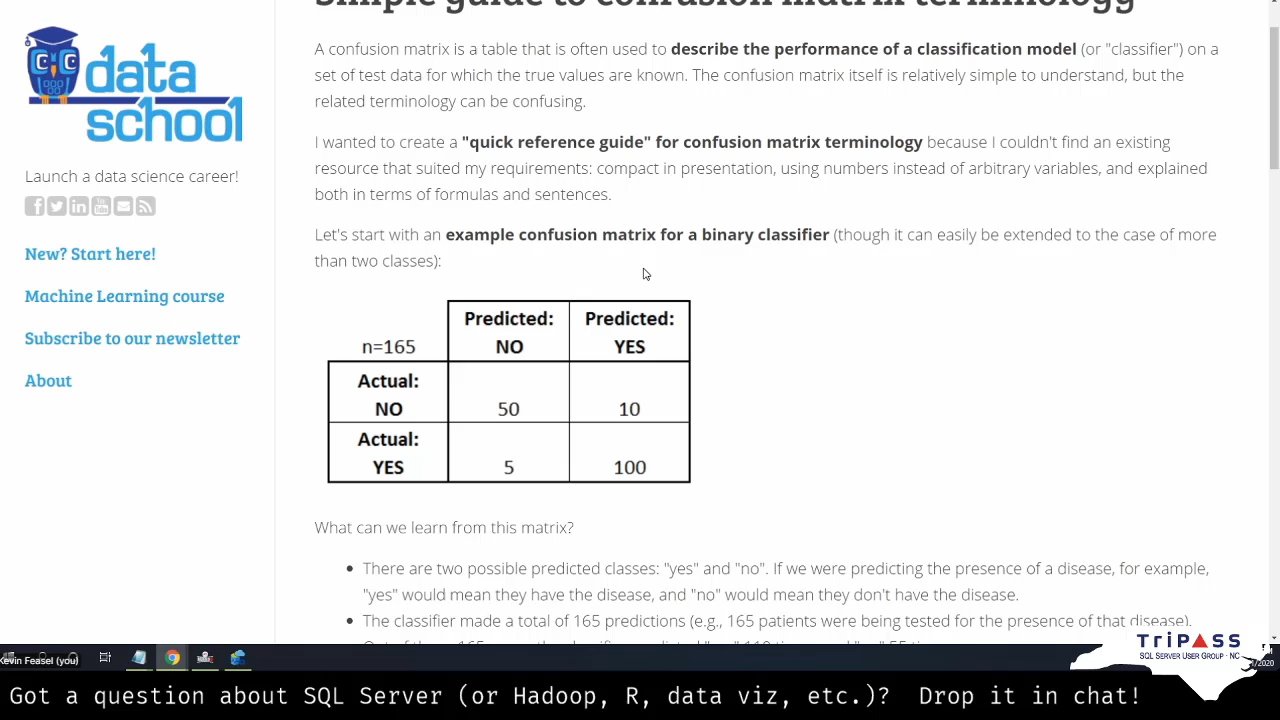 Simple guide to confusion matrix terminology
data
school
Launch a data science career!
New? Start here!
Machine Learning course
Subscribe to our newsletter
About
A confusion matrix is a table that is often used to describe the performance of a classification model (or "classifier") on a
set of test data for which the true values are known. The confusion matrix itself is relatively simple to understand, but the
related terminology can be confusing.
I wanted to create a "quick reference guide" for confusion matrix terminology because I couldn't find an existing
resource that suited my requirements: compact in presentation, using numbers instead of arbitrary variables, and explained
both in terms of formulas and sentences.
Let's start with an example confusion matrix for a binary classifier (though it can easily be extended to the case of more
than two classes):
n=165
Predicted:
NO
Predicted:
YES
Actual:
NO
50
10
Actual:
YES
5
100
What can we learn from this matrix?
There are two possible predicted classes: "yes" and "no". If we were predicting the presence of a disease, for example,
"yes" would mean they have the disease, and "no" would mean they don't have the disease.
The classifier made a total of 165 predictions (e.g., 165 patients were being tested for the presence of that disease).
Kevin Feasel (you)
TriPASS
SQL SERVER USER GROUP · NC
/2020
Got a question about SQL Server (or Hadoop, R, data viz, etc.)? Drop it in chat!